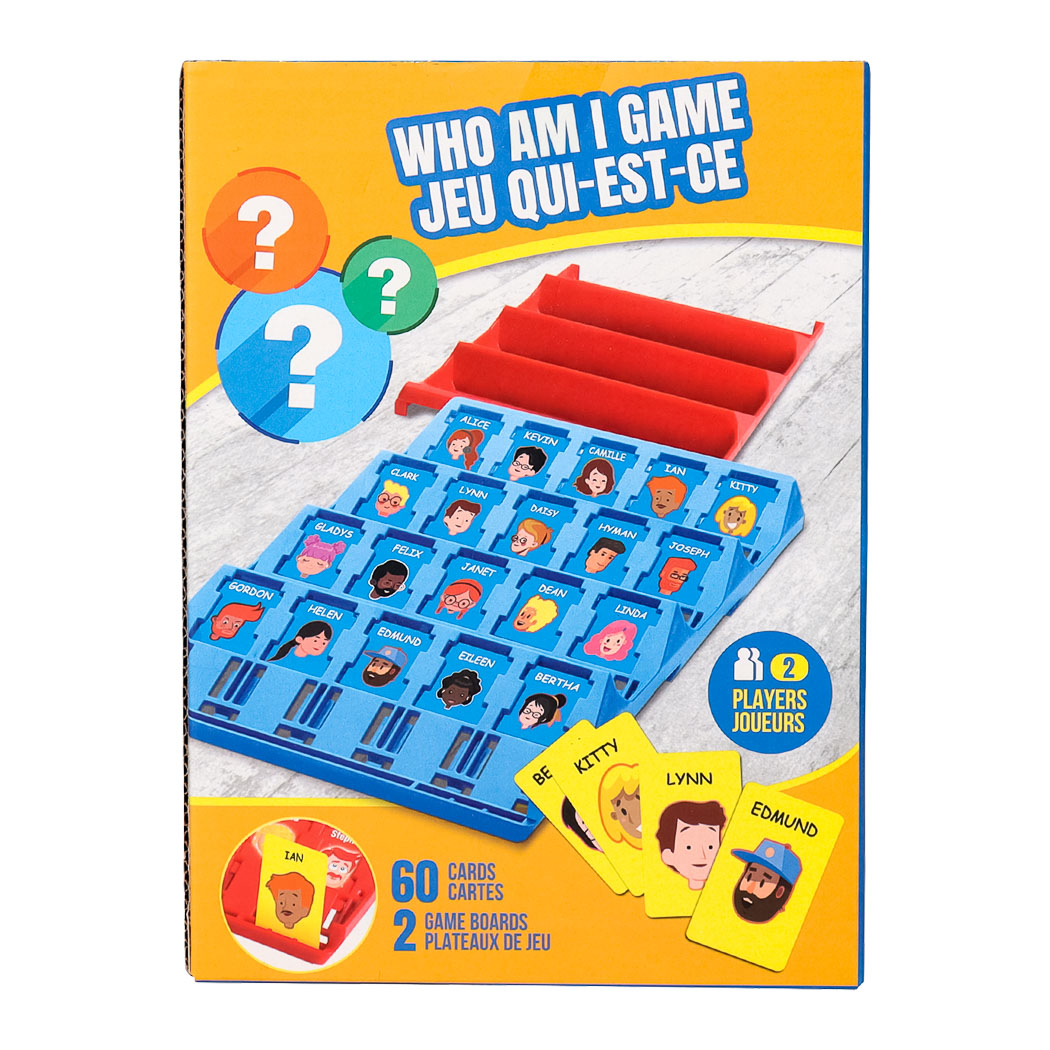 WHO AM I GAME
JEU QUI-EST-CE
?
?
?
ALICE
KEVIN
CAMILLE
IAN
KITTY
CLARK
LYNN
DAISY
HYMAN
JOSEPH
GLADYS
FELIX
JANET
DEAN
LINDA
GORDON
HELEN
EDMUND
EILEEN
BERTHA
2
PLAYERS
JOUEURS
BE
KITTY
LYNN
EDMUND
IAN
Steph
60 CARDS
CARTES
2 GAME BOARDS
PLATEAUX DE JEU